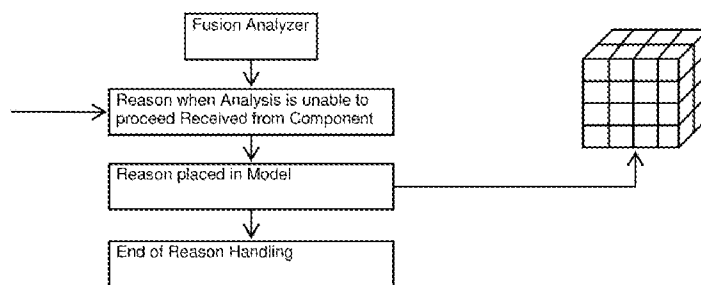 Fusion Analyzer
Reason when Analysis is unable to
proceed Received from Component
Reason placed in Model
End of Reason Handling